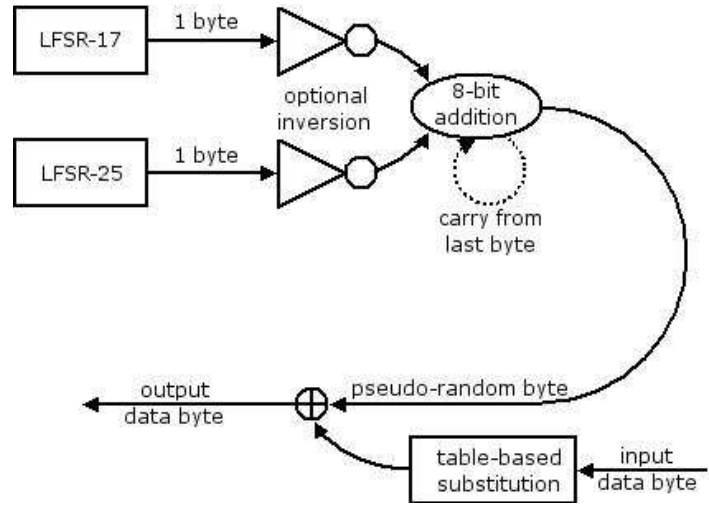 LFSR-17
1 byte
optional
inversion
8-bit
addition
LFSR-25
1 byte
carry from
last byte
output
data byte
pseudo-random byte
table-based
substitution
input
data byte